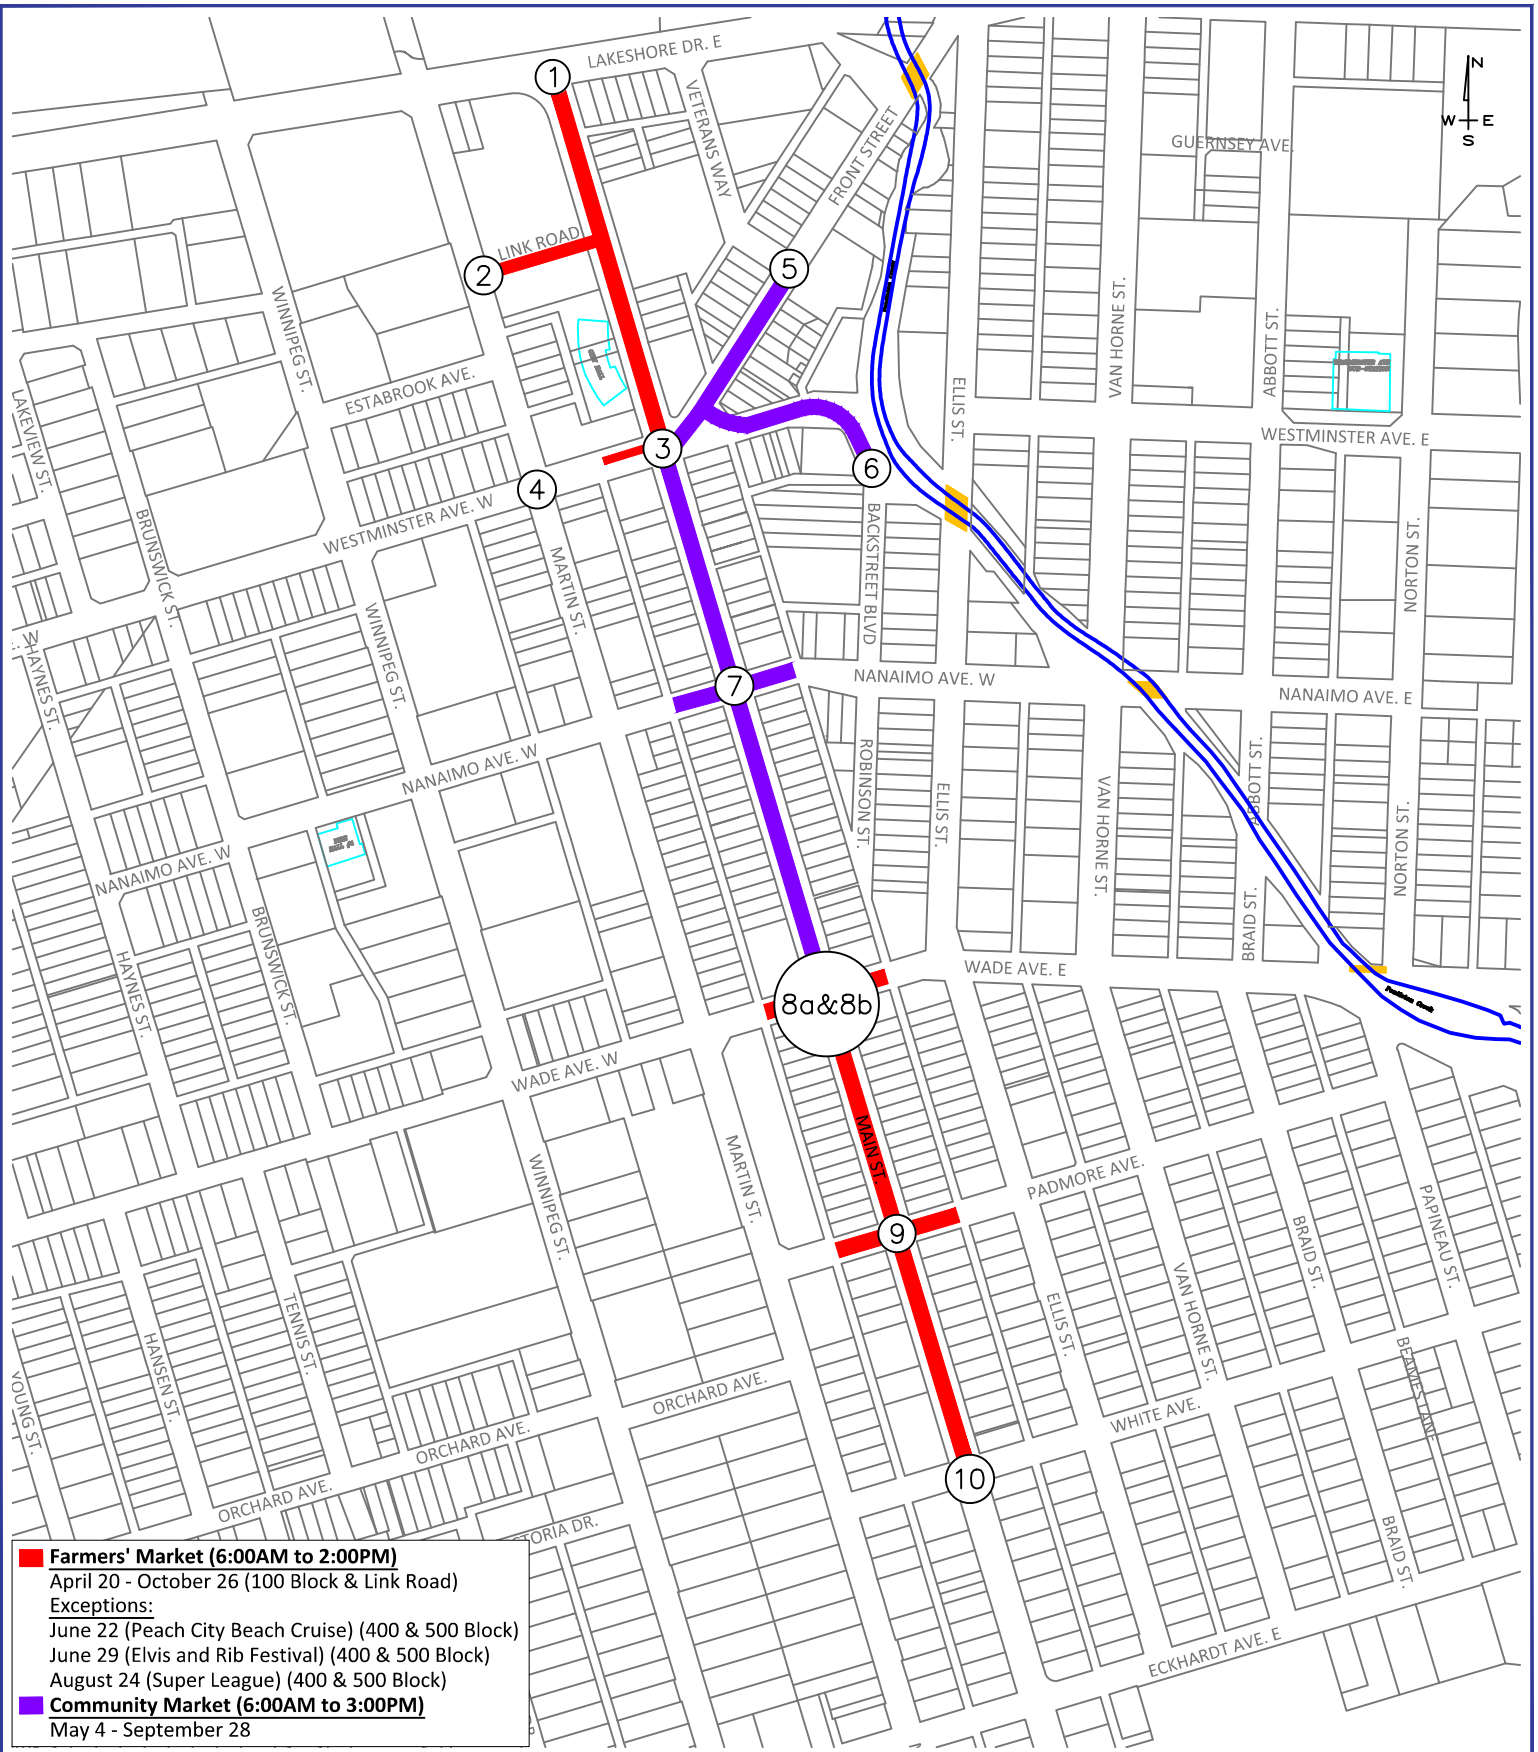 LAKESHORE DR. E
1
N
W
E
S
VETERANS WAY
FRONT STREET
GUERNSEY AVE.
LINK ROAD
2
5
WINNIPEG ST.
VAN HORNE ST.
ABBOTT ST.
CITY HALL
LAKEVIEW ST.
ESTABROOK AVE.
ELLIS ST.
WESTMINSTER AVE. E
3
4
6
WESTMINSTER AVE. W
BRUNSWICK ST.
MARTIN ST.
BACKSTREET BLVD
NORTON ST.
WINNIPEG ST.
E. W
HAYNES ST.
7
NANAIMO AVE. W
NANAIMO AVE. E
NANAIMO AVE. W
ROBINSON ST.
ELLIS ST.
VAN HORNE ST.
ABBOTT ST.
NORTON ST.
NANAIMO AVE. W
BRUNSWICK ST.
BRAID ST.
HAYNES ST.
WADE AVE. E
8a&8b
Penticton Creek
WADE AVE. W
MAIN ST.
MARTIN ST.
WINNIPEG ST.
PADMORE AVE.
9
BRAID ST.
PAPINEAU ST.
VAN HORNE ST.
ELLIS ST.
TENNIS ST.
HANSEN ST.
YOUNG ST.
BEAMES LANE
ORCHARD AVE.
WHITE AVE.
ORCHARD AVE.
10
ORCHARD AVE.
TORIA DR.
BRAID ST.
ECKHARDT AVE. E
Farmers' Market (6:00AM to 2:00PM)
April 20 - October 26 (100 Block & Link Road)
Exceptions:
June 22 (Peach City Beach Cruise) (400 & 500 Block)
June 29 (Elvis and Rib Festival) (400 & 500 Block)
August 24 (Super League) (400 & 500 Block)
Community Market (6:00AM to 3:00PM)
May 4 - September 28